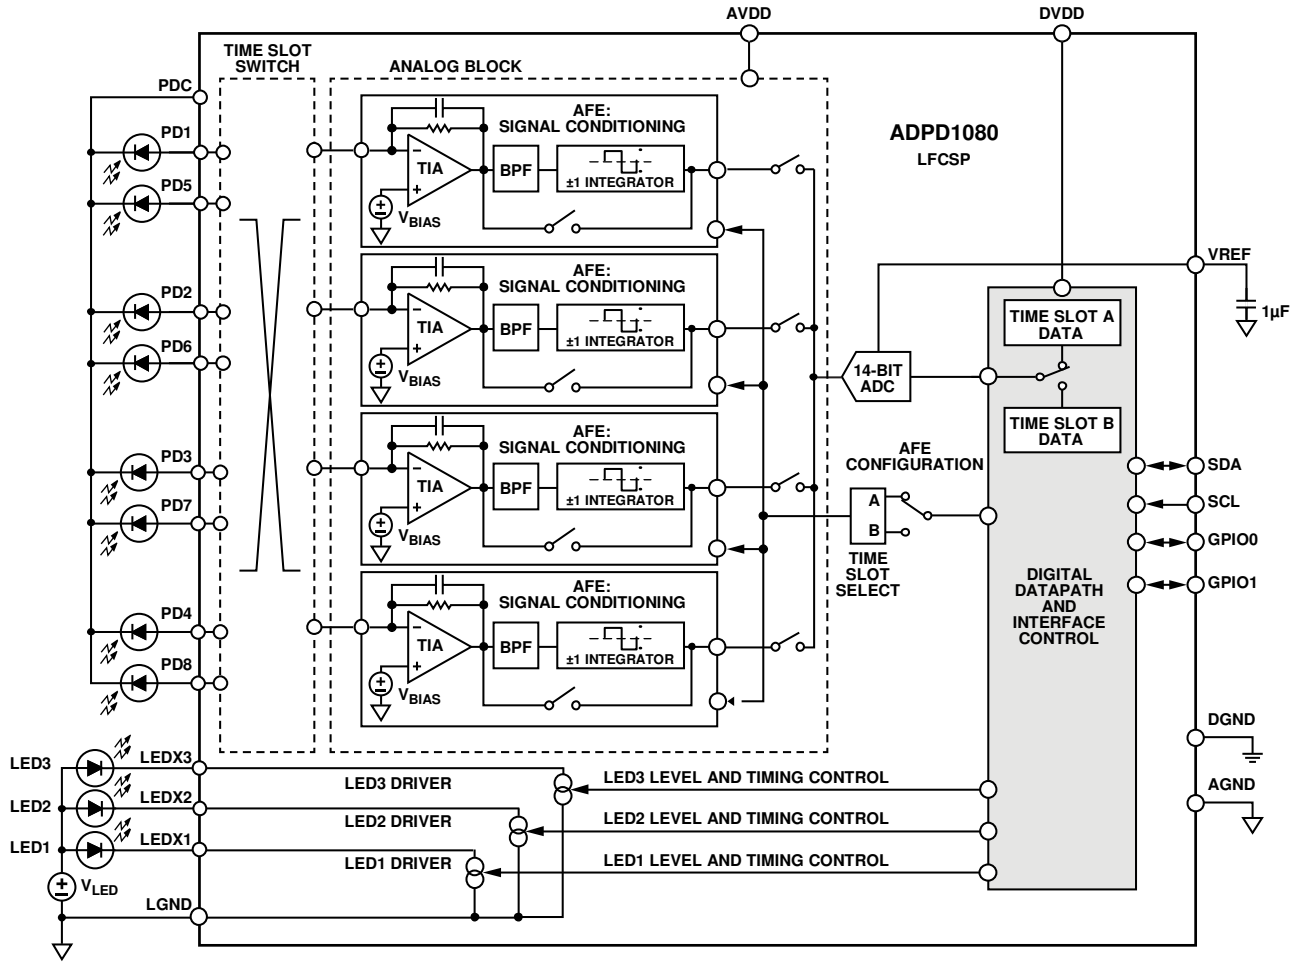 AVDD
DVDD
TIME SLOT
SWITCH
ANALOG BLOCK
PDC
ADPD1080
LFCSP
AFE:
SIGNAL CONDITIONING
TIA
BPF
±1 INTEGRATOR
VBIAS
PD1
PD5
AFE:
SIGNAL CONDITIONING
TIA
BPF
±1 INTEGRATOR
VBIAS
PD2
PD6
AFE:
SIGNAL CONDITIONING
TIA
BPF
±1 INTEGRATOR
VBIAS
PD3
PD7
AFE:
SIGNAL CONDITIONING
TIA
BPF
±1 INTEGRATOR
VBIAS
PD4
PD8
VREF
1µF
TIME SLOT A
DATA
14-BIT
ADC
TIME SLOT B
DATA
AFE
CONFIGURATION
A
B
TIME
SLOT
SELECT
SDA
SCL
GPIO0
GPIO1
DIGITAL
DATAPATH
AND
INTERFACE
CONTROL
DGND
AGND
LED3
LEDX3
LED3 DRIVER
LED3 LEVEL AND TIMING CONTROL
LED2
LEDX2
LED2 DRIVER
LED2 LEVEL AND TIMING CONTROL
LED1
LEDX1
LED1 DRIVER
LED1 LEVEL AND TIMING CONTROL
VLED
LGND